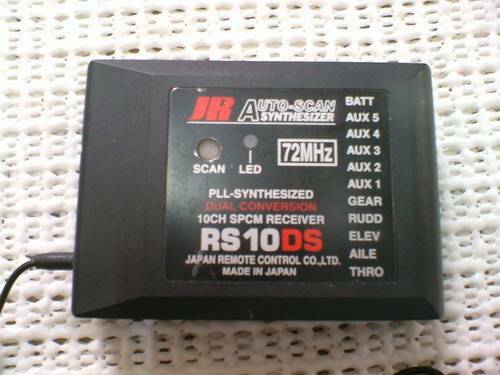 JR AUTO-SCAN SYNTHESIZER
SCAN LED 72MHz
PLL-SYNTHESIZED
DUAL CONVERSION
10CH SPCM RECEIVER
RS10DS
JAPAN REMOTE CONTROL CO.,LTD.
MADE IN JAPAN
BATT
AUX 5
AUX 4
AUX 3
AUX 2
AUX 1
GEAR
RUDD
ELEV
AILE
THRO